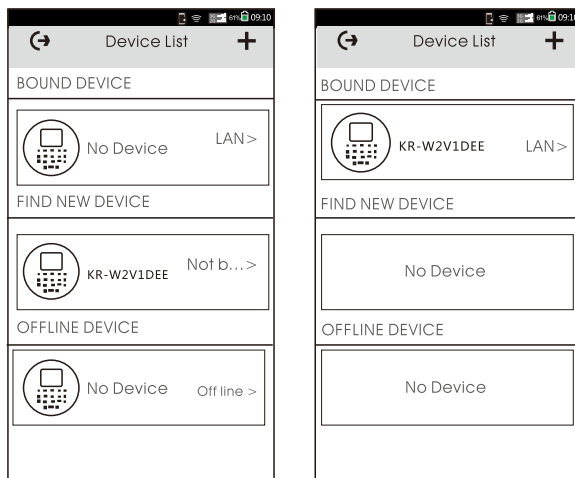 61% 09:10
Device List
BOUND DEVICE
No Device LAN>
FIND NEW DEVICE
KR-W2V1DEE Not b...>
OFFLINE DEVICE
No Device Off line >
61% 09:10
Device List
BOUND DEVICE
KR-W2V1DEE LAN>
FIND NEW DEVICE
No Device
OFFLINE DEVICE
No Device